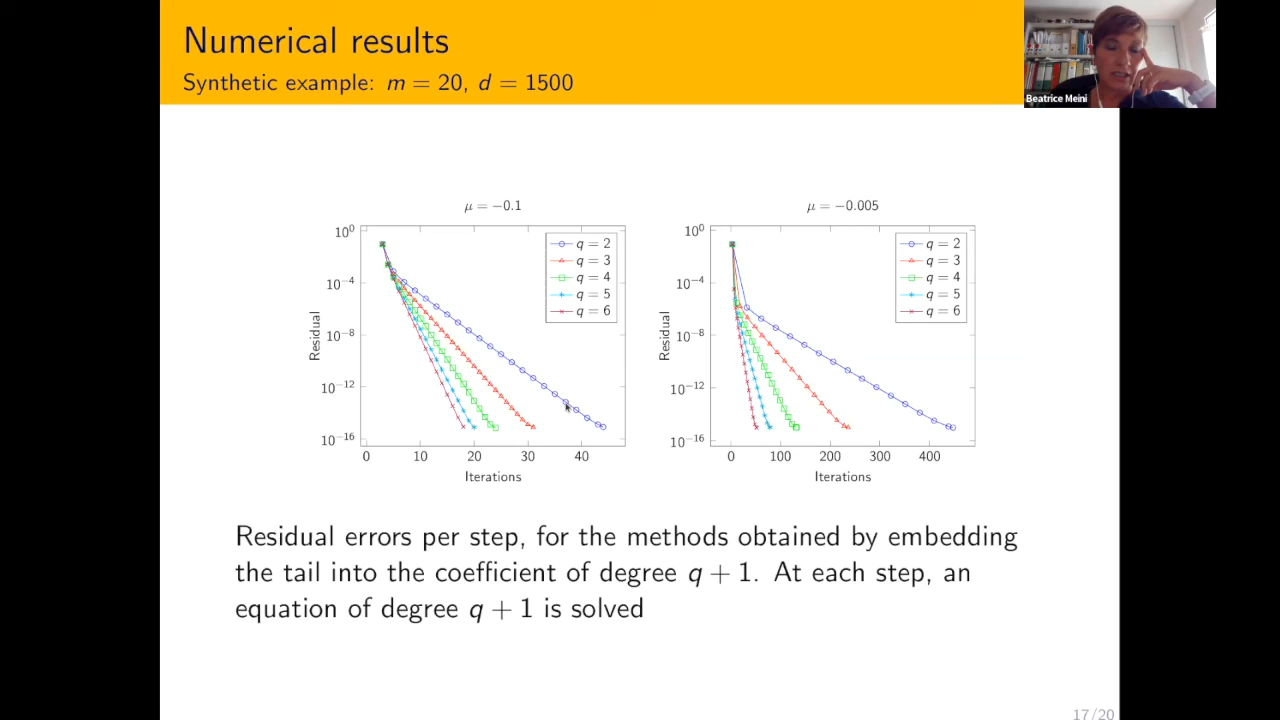 Numerical results
Synthetic example: m = 20, d = 1500
Beatrice Meini
μ = −0.1
10^0
10^−4
10^−8
10^−12
10^−16
Residual
0 10 20 30 40
Iterations
q = 2
q = 3
q = 4
q = 5
q = 6
μ = −0.005
10^0
10^−4
10^−8
10^−12
10^−16
Residual
0 100 200 300 400
Iterations
q = 2
q = 3
q = 4
q = 5
q = 6
Residual errors per step, for the methods obtained by embedding
the tail into the coefficient of degree q + 1. At each step, an
equation of degree q + 1 is solved
17/20